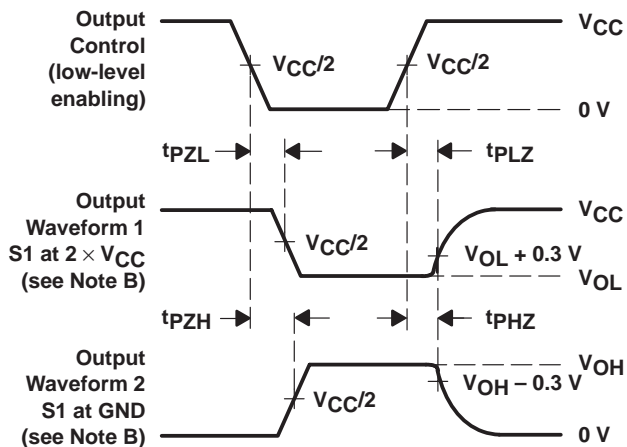 Output
Control
(low-level
enabling)
VCC
VCC/2
VCC/2
0 V
tPZL
tPLZ
Output
Waveform 1
S1 at 2 × VCC
(see Note B)
VCC
VCC/2
VOL + 0.3 V
VOL
tPZH
tPHZ
Output
Waveform 2
S1 at GND
(see Note B)
VOH
VOH – 0.3 V
VCC/2
0 V